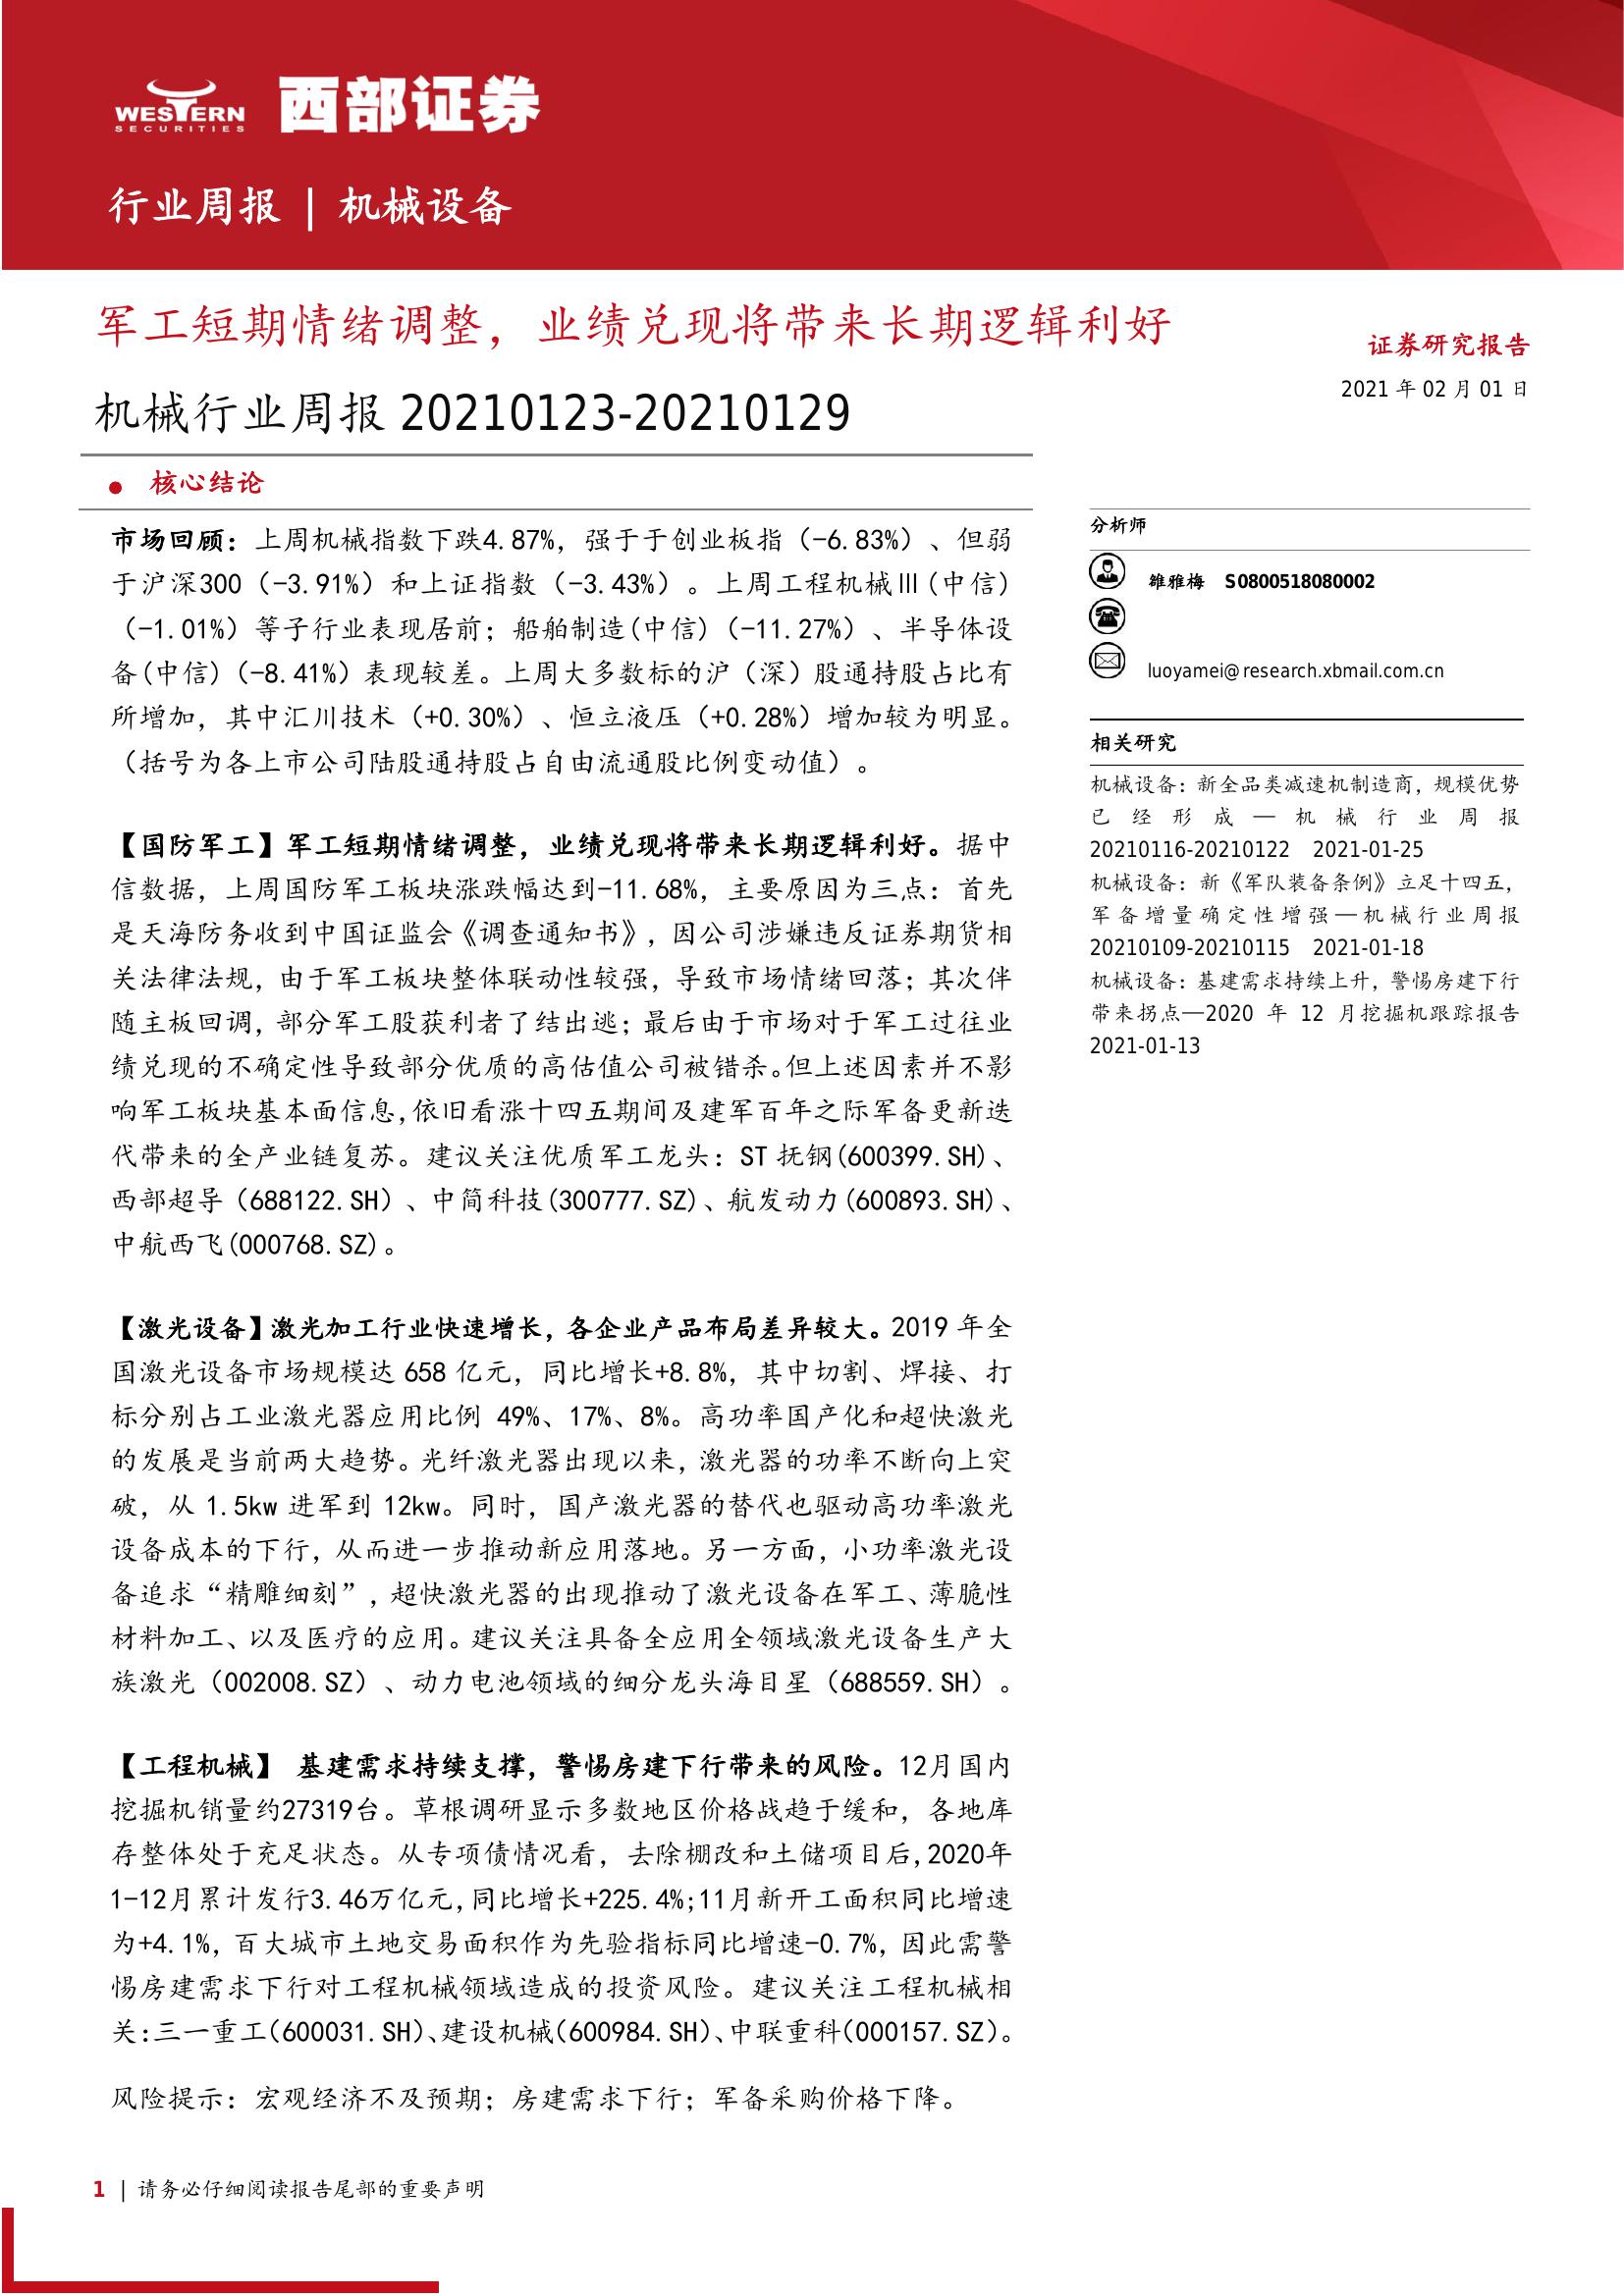 WESTERN
SECURITIES
西部证券
行业周报 | 机械设备
军工短期情绪调整，业绩兑现将带来长期逻辑利好
机械行业周报 20210123-20210129
证券研究报告
2021 年 02 月 01 日
● 核心结论
市场回顾：上周机械指数下跌4.87%，强于于创业板指（-6.83%）、但弱
于沪深300（-3.91%）和上证指数（-3.43%）。上周工程机械Ⅲ(中信)
（-1.01%）等子行业表现居前；船舶制造(中信)（-11.27%）、半导体设
备(中信)（-8.41%）表现较差。上周大多数标的沪（深）股通持股占比有
所增加，其中汇川技术（+0.30%）、恒立液压（+0.28%）增加较为明显。
（括号为各上市公司陆股通持股占自由流通股比例变动值）。
【国防军工】军工短期情绪调整，业绩兑现将带来长期逻辑利好。据中
信数据，上周国防军工板块涨跌幅达到-11.68%，主要原因为三点：首先
是天海防务收到中国证监会《调查通知书》，因公司涉嫌违反证券期货相
关法律法规，由于军工板块整体联动性较强，导致市场情绪回落；其次伴
随主板回调，部分军工股获利者了结出逃；最后由于市场对于军工过往业
绩兑现的不确定性导致部分优质的高估值公司被错杀。但上述因素并不影
响军工板块基本面信息，依旧看涨十四五期间及建军百年之际军备更新迭
代带来的全产业链复苏。建议关注优质军工龙头：ST 抚钢(600399.SH)、
西部超导（688122.SH）、中简科技(300777.SZ)、航发动力(600893.SH)、
中航西飞(000768.SZ)。
【激光设备】激光加工行业快速增长，各企业产品布局差异较大。2019 年全
国激光设备市场规模达 658 亿元，同比增长+8.8%，其中切割、焊接、打
标分别占工业激光器应用比例 49%、17%、8%。高功率国产化和超快激光
的发展是当前两大趋势。光纤激光器出现以来，激光器的功率不断向上突
破，从 1.5kw 进军到 12kw。同时，国产激光器的替代也驱动高功率激光
设备成本的下行，从而进一步推动新应用落地。另一方面，小功率激光设
备追求“精雕细刻”，超快激光器的出现推动了激光设备在军工、薄脆性
材料加工、以及医疗的应用。建议关注具备全应用全领域激光设备生产大
族激光（002008.SZ）、动力电池领域的细分龙头海目星（688559.SH）。
【工程机械】 基建需求持续支撑，警惕房建下行带来的风险。12月国内
挖掘机销量约27319台。草根调研显示多数地区价格战趋于缓和，各地库
存整体处于充足状态。从专项债情况看，去除棚改和土储项目后,2020年
1-12月累计发行3.46万亿元,同比增长+225.4%;11月新开工面积同比增速
为+4.1%，百大城市土地交易面积作为先验指标同比增速-0.7%，因此需警
惕房建需求下行对工程机械领域造成的投资风险。建议关注工程机械相
关:三一重工(600031.SH)、建设机械(600984.SH)、中联重科(000157.SZ)。
风险提示：宏观经济不及预期；房建需求下行；军备采购价格下降。
分析师
雒雅梅 S0800518080002
luoyamei@research.xbmail.com.cn
相关研究
机械设备：新全品类减速机制造商，规模优势
已经形成—机械行业周报
20210116-20210122 2021-01-25
机械设备：新《军队装备条例》立足十四五，
军备增量确定性增强—机械行业周报
20210109-20210115 2021-01-18
机械设备：基建需求持续上升，警惕房建下行
带来拐点—2020 年 12 月挖掘机跟踪报告
2021-01-13
1 | 请务必仔细阅读报告尾部的重要声明